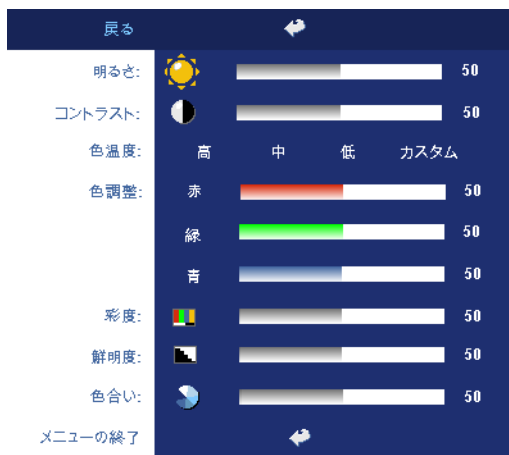 戻る
明るさ: 50
コントラスト: 50
色温度: 高 中 低 カスタム
色調整: 赤 50
緑 50
青 50
彩度: 50
鮮明度: 50
色合い: 50
メニューの終了